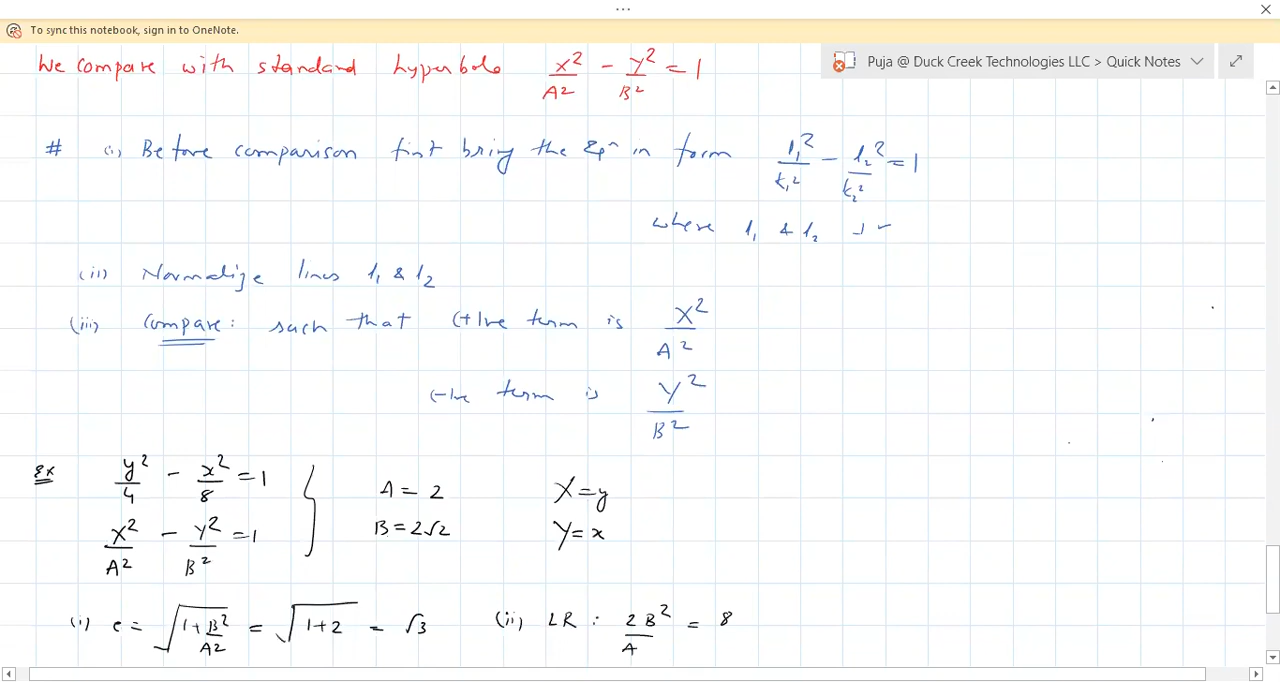 ...
To sync this notebook, sign in to OneNote.
Puja @ Duck Creek Technologies LLC > Quick Notes
We compare with standard hyperbola X²/A² - Y²/B² = 1
# (i) Before comparison first bring the Eqⁿ in form l₁²/k₁² - l₂²/k₂² = 1
where l₁ & l₂ ⊥r
(ii) Normalize lines l₁ & l₂
(iii) Compare: such that (+)ve term is X²/A²
(-)ve term is Y²/B²
Ex y²/4 - x²/8 = 1
X²/A² - Y²/B² = 1
A = 2
B = 2√2
X = y
Y = x
(i) e = √(1 + B²/A²) = √(1+2) = √3 (ii) LR : 2B²/A = 8